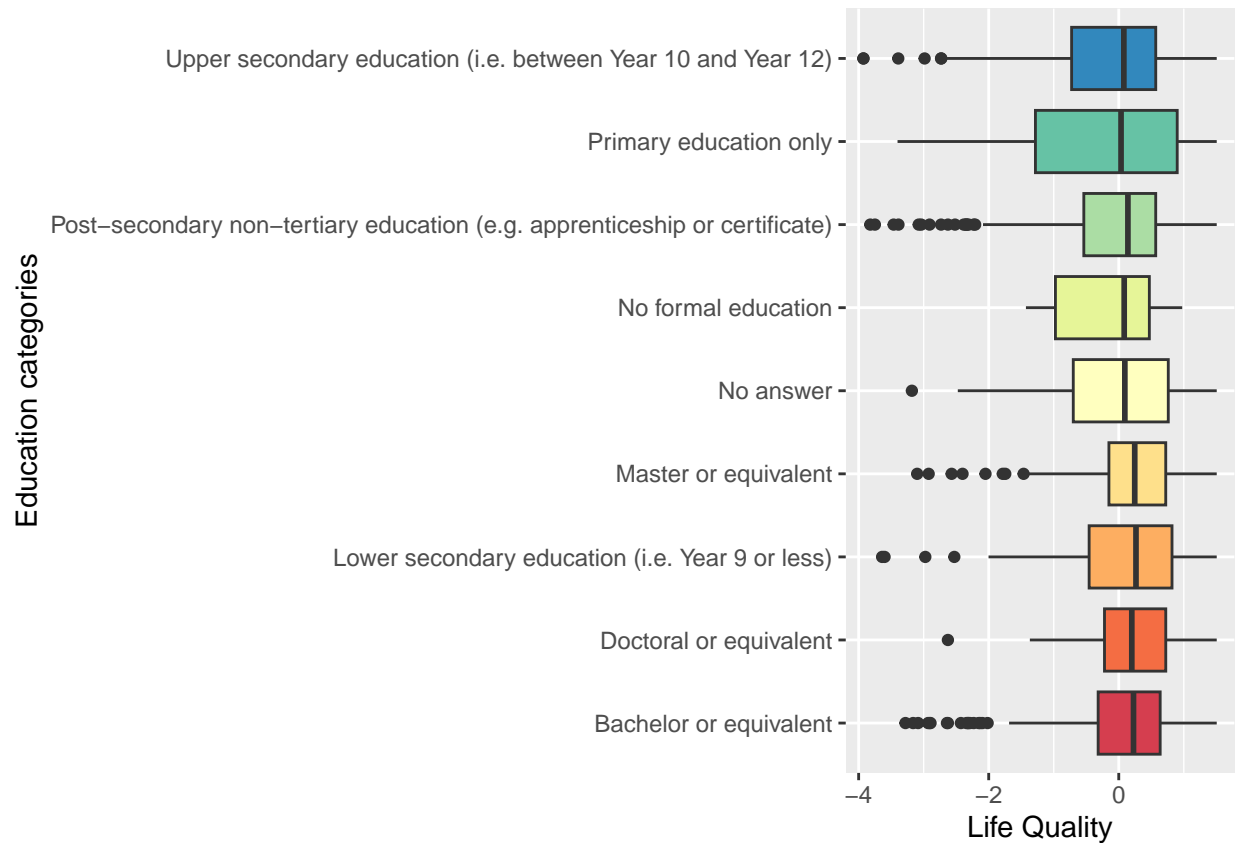 Education categories
Upper secondary education (i.e. between Year 10 and Year 12)
Primary education only
Post−secondary non−tertiary education (e.g. apprenticeship or certificate)
No formal education
No answer
Master or equivalent
Lower secondary education (i.e. Year 9 or less)
Doctoral or equivalent
Bachelor or equivalent
−4 −2 0
Life Quality